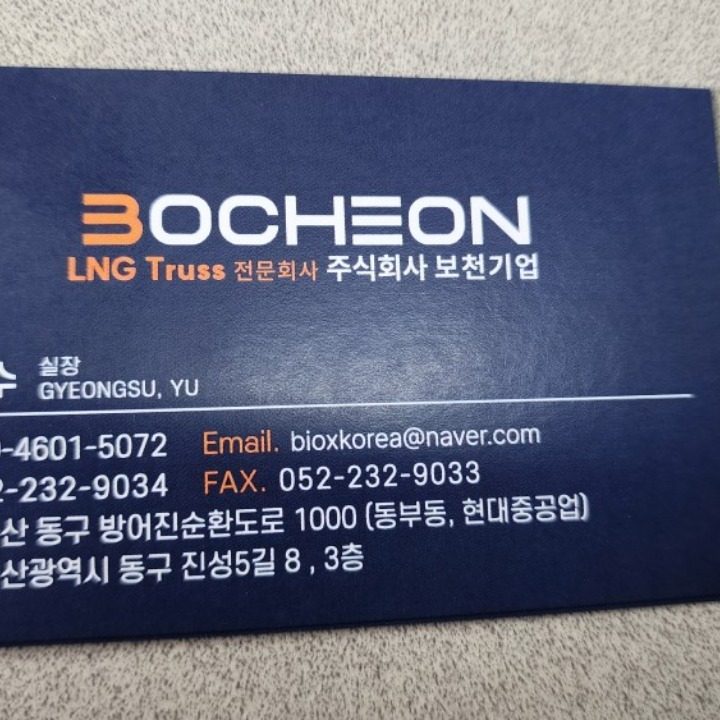 BOCHEON
LNG Truss 전문회사 주식회사 보천기업
수 실장
GYEONGSU, YU
-4601-5072 Email. bioxkorea@naver.com
-232-9034 FAX. 052-232-9033
산 동구 방어진순환도로 1000 (동부동, 현대중공업)
산광역시 동구 진성5길 8 , 3층